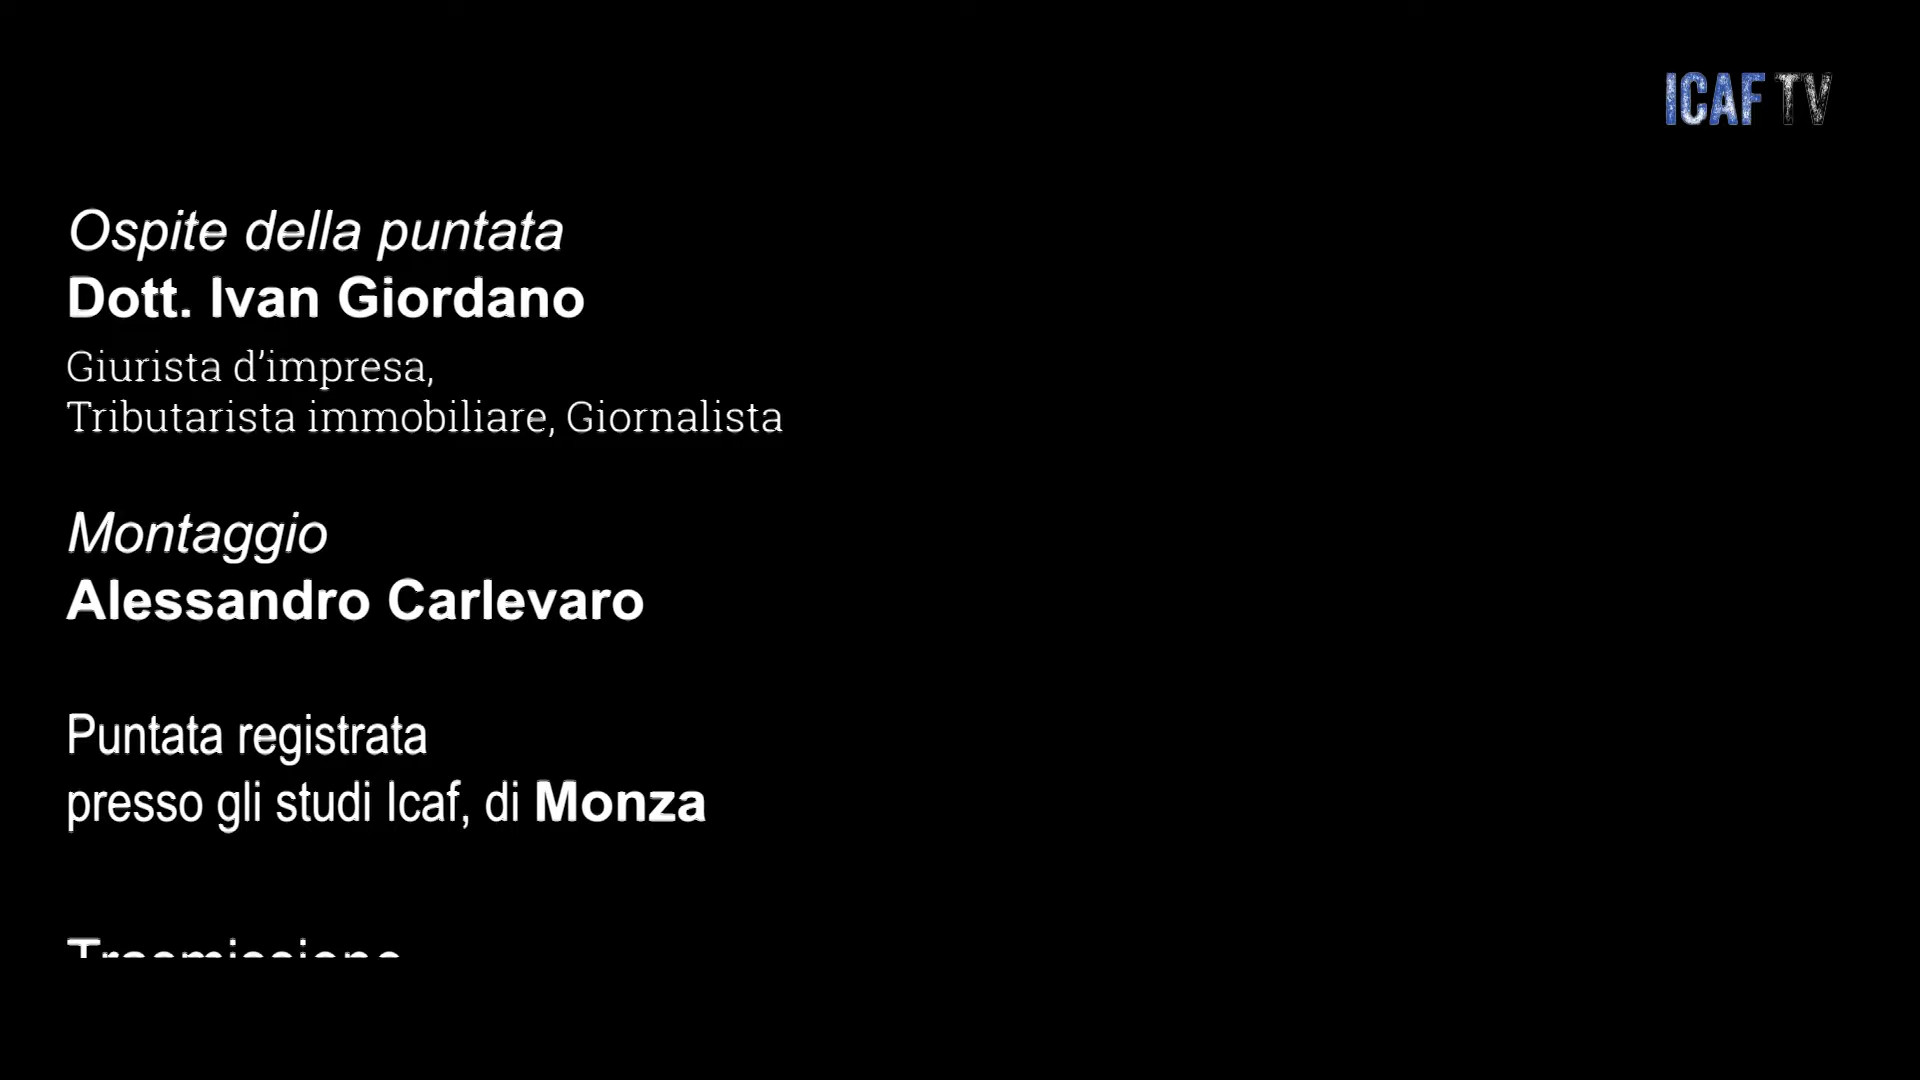 ICAF TV
Ospite della puntata
Dott. Ivan Giordano
Giurista d’impresa,
Tributarista immobiliare, Giornalista
Montaggio
Alessandro Carlevaro
Puntata registrata
presso gli studi Icaf, di Monza
Trasmissione